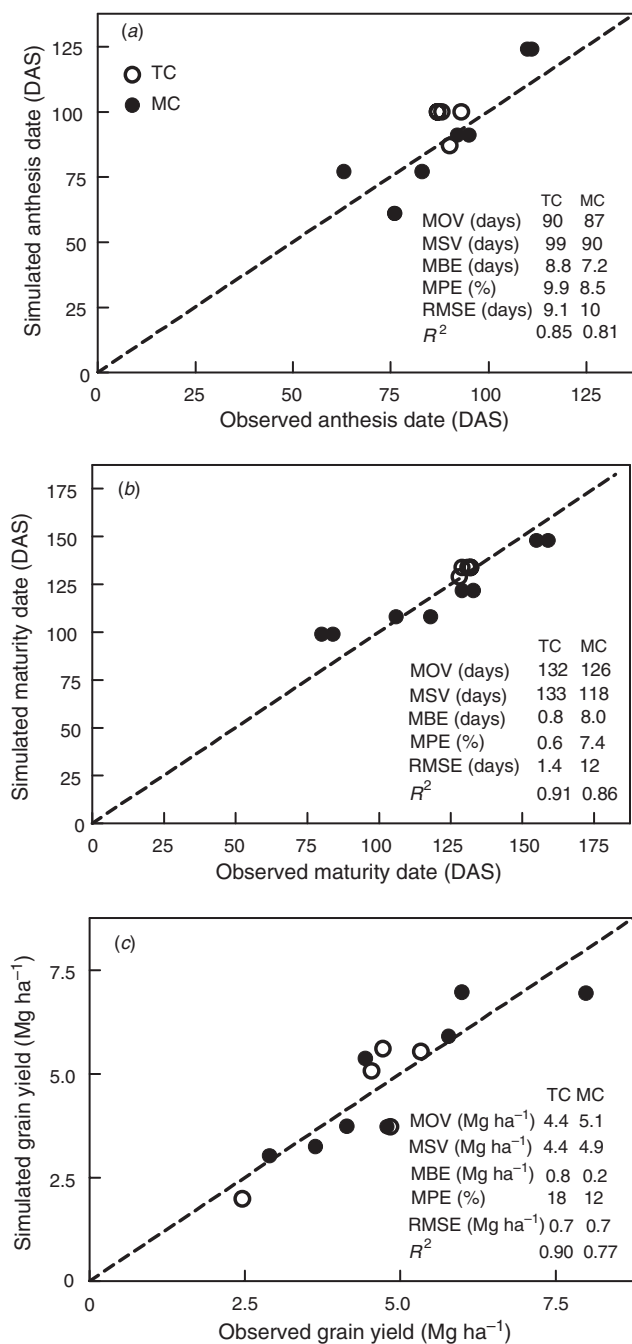 (a)
TC
MC
125
100
75
50
25
0
Simulated anthesis date (DAS)
TC MC
MOV (days) 90 87
MSV (days) 99 90
MBE (days) 8.8 7.2
MPE (%) 9.9 8.5
RMSE (days) 9.1 10
R² 0.85 0.81
0 25 50 75 100 125
Observed anthesis date (DAS)
(b)
175
150
125
100
75
50
25
0
Simulated maturity date (DAS)
TC MC
MOV (days) 132 126
MSV (days) 133 118
MBE (days) 0.8 8.0
MPE (%) 0.6 7.4
RMSE (days) 1.4 12
R² 0.91 0.86
0 25 50 75 100 125 150 175
Observed maturity date (DAS)
(c)
7.5
5.0
2.5
0
Simulated grain yield (Mg ha⁻¹)
TC MC
MOV (Mg ha⁻¹) 4.4 5.1
MSV (Mg ha⁻¹) 4.4 4.9
MBE (Mg ha⁻¹) 0.8 0.2
MPE (%) 18 12
RMSE (Mg ha⁻¹) 0.7 0.7
R² 0.90 0.77
0 2.5 5.0 7.5
Observed grain yield (Mg ha⁻¹)